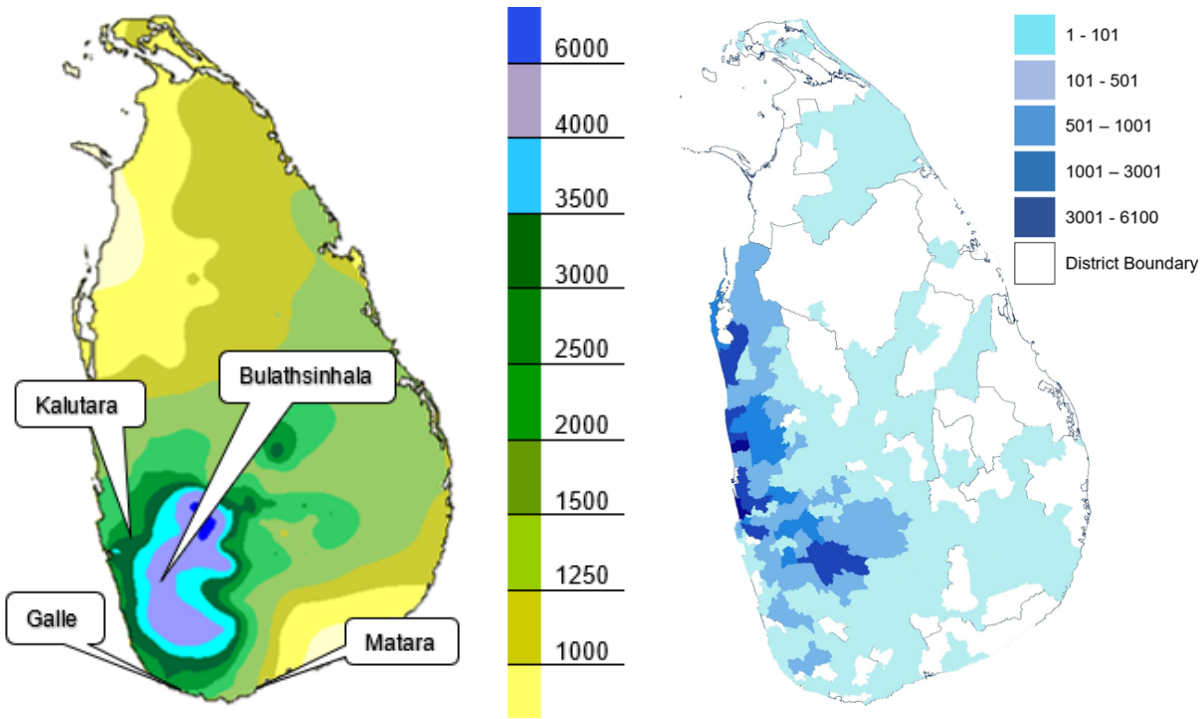 Bulathsinhala
Kalutara
Galle
Matara
6000
4000
3500
3000
2500
2000
1500
1250
1000
1 - 101
101 - 501
501 – 1001
1001 – 3001
3001 - 6100
District Boundary